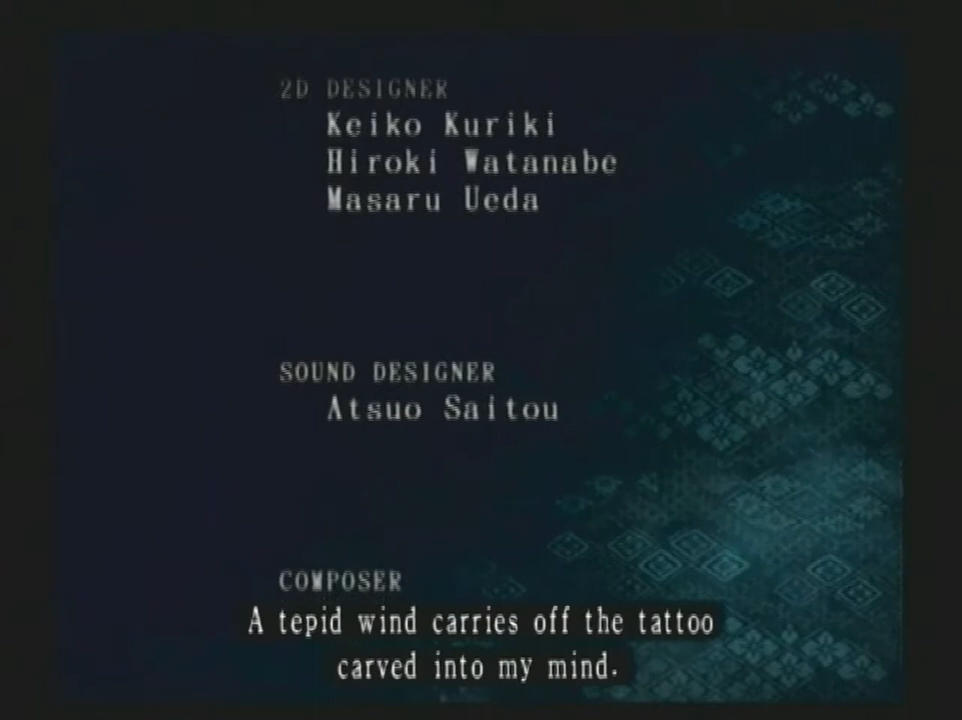 2D DESIGNER
Keiko Kuriki
Hiroki Watanabe
Masaru Ueda
SOUND DESIGNER
Atsuo Saitou
COMPOSER
A tepid wind carries off the tattoo
carved into my mind.